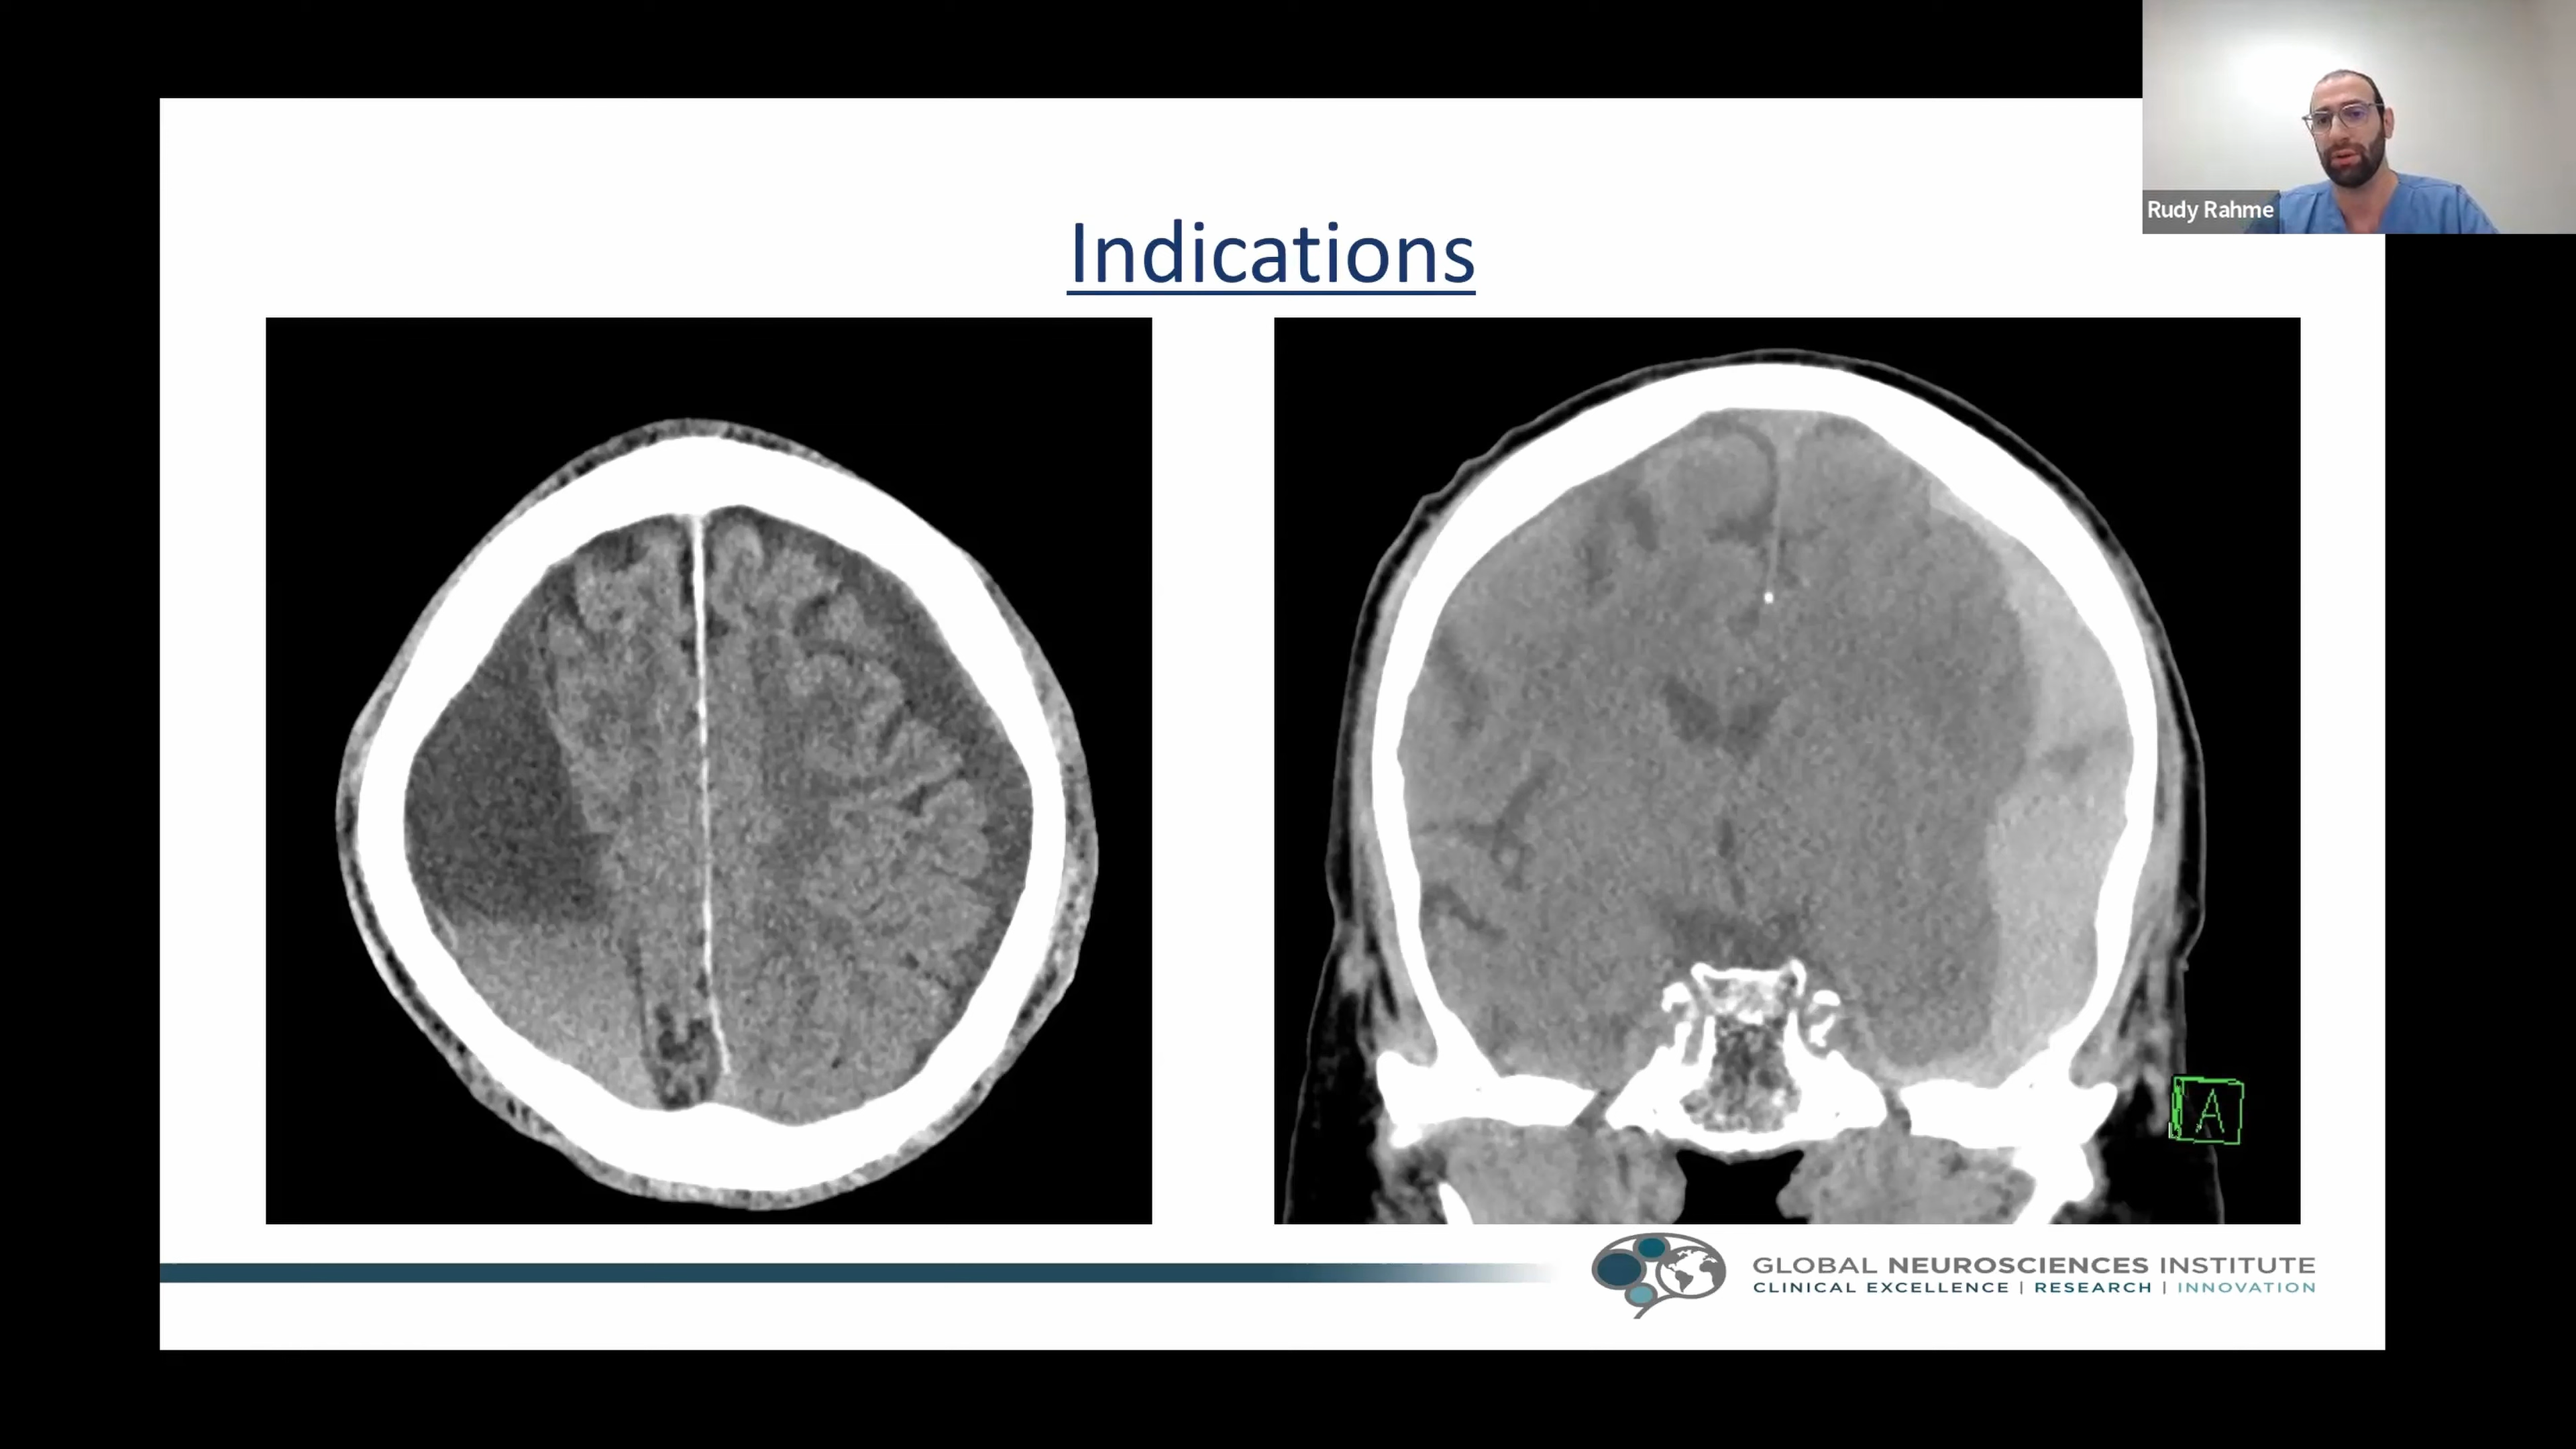 Rudy Rahme
Indications
A
GLOBAL NEUROSCIENCES INSTITUTE
CLINICAL EXCELLENCE | RESEARCH | INNOVATION